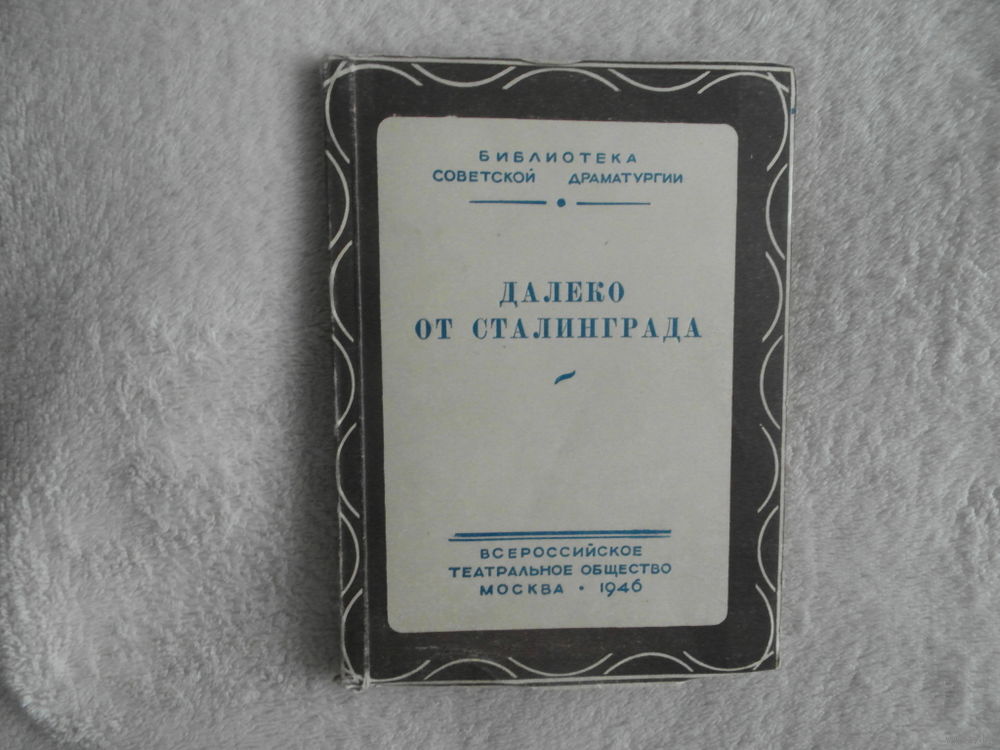 БИБЛИОТЕКА
СОВЕТСКОЙ ДРАМАТУРГИИ
ДАЛЕКО
ОТ СТАЛИНГРАДА
ВСЕРОССИЙСКОЕ
ТЕАТРАЛЬНОЕ ОБЩЕСТВО
МОСКВА • 1946